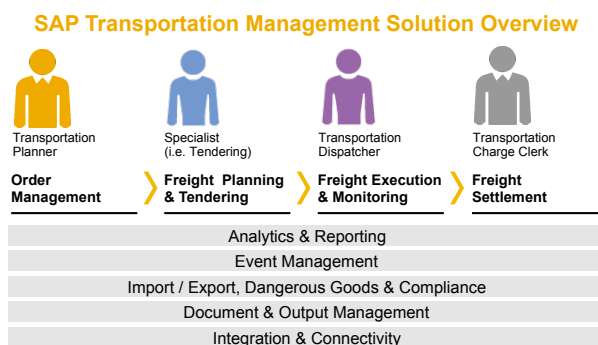 SAP Transportation Management Solution Overview
Transportation
Planner
Specialist
(i.e. Tendering)
Transportation
Dispatcher
Transportation
Charge Clerk
Order
Management
Freight Planning
& Tendering
Freight Execution
& Monitoring
Freight
Settlement
Analytics & Reporting
Event Management
Import / Export, Dangerous Goods & Compliance
Document & Output Management
Integration & Connectivity